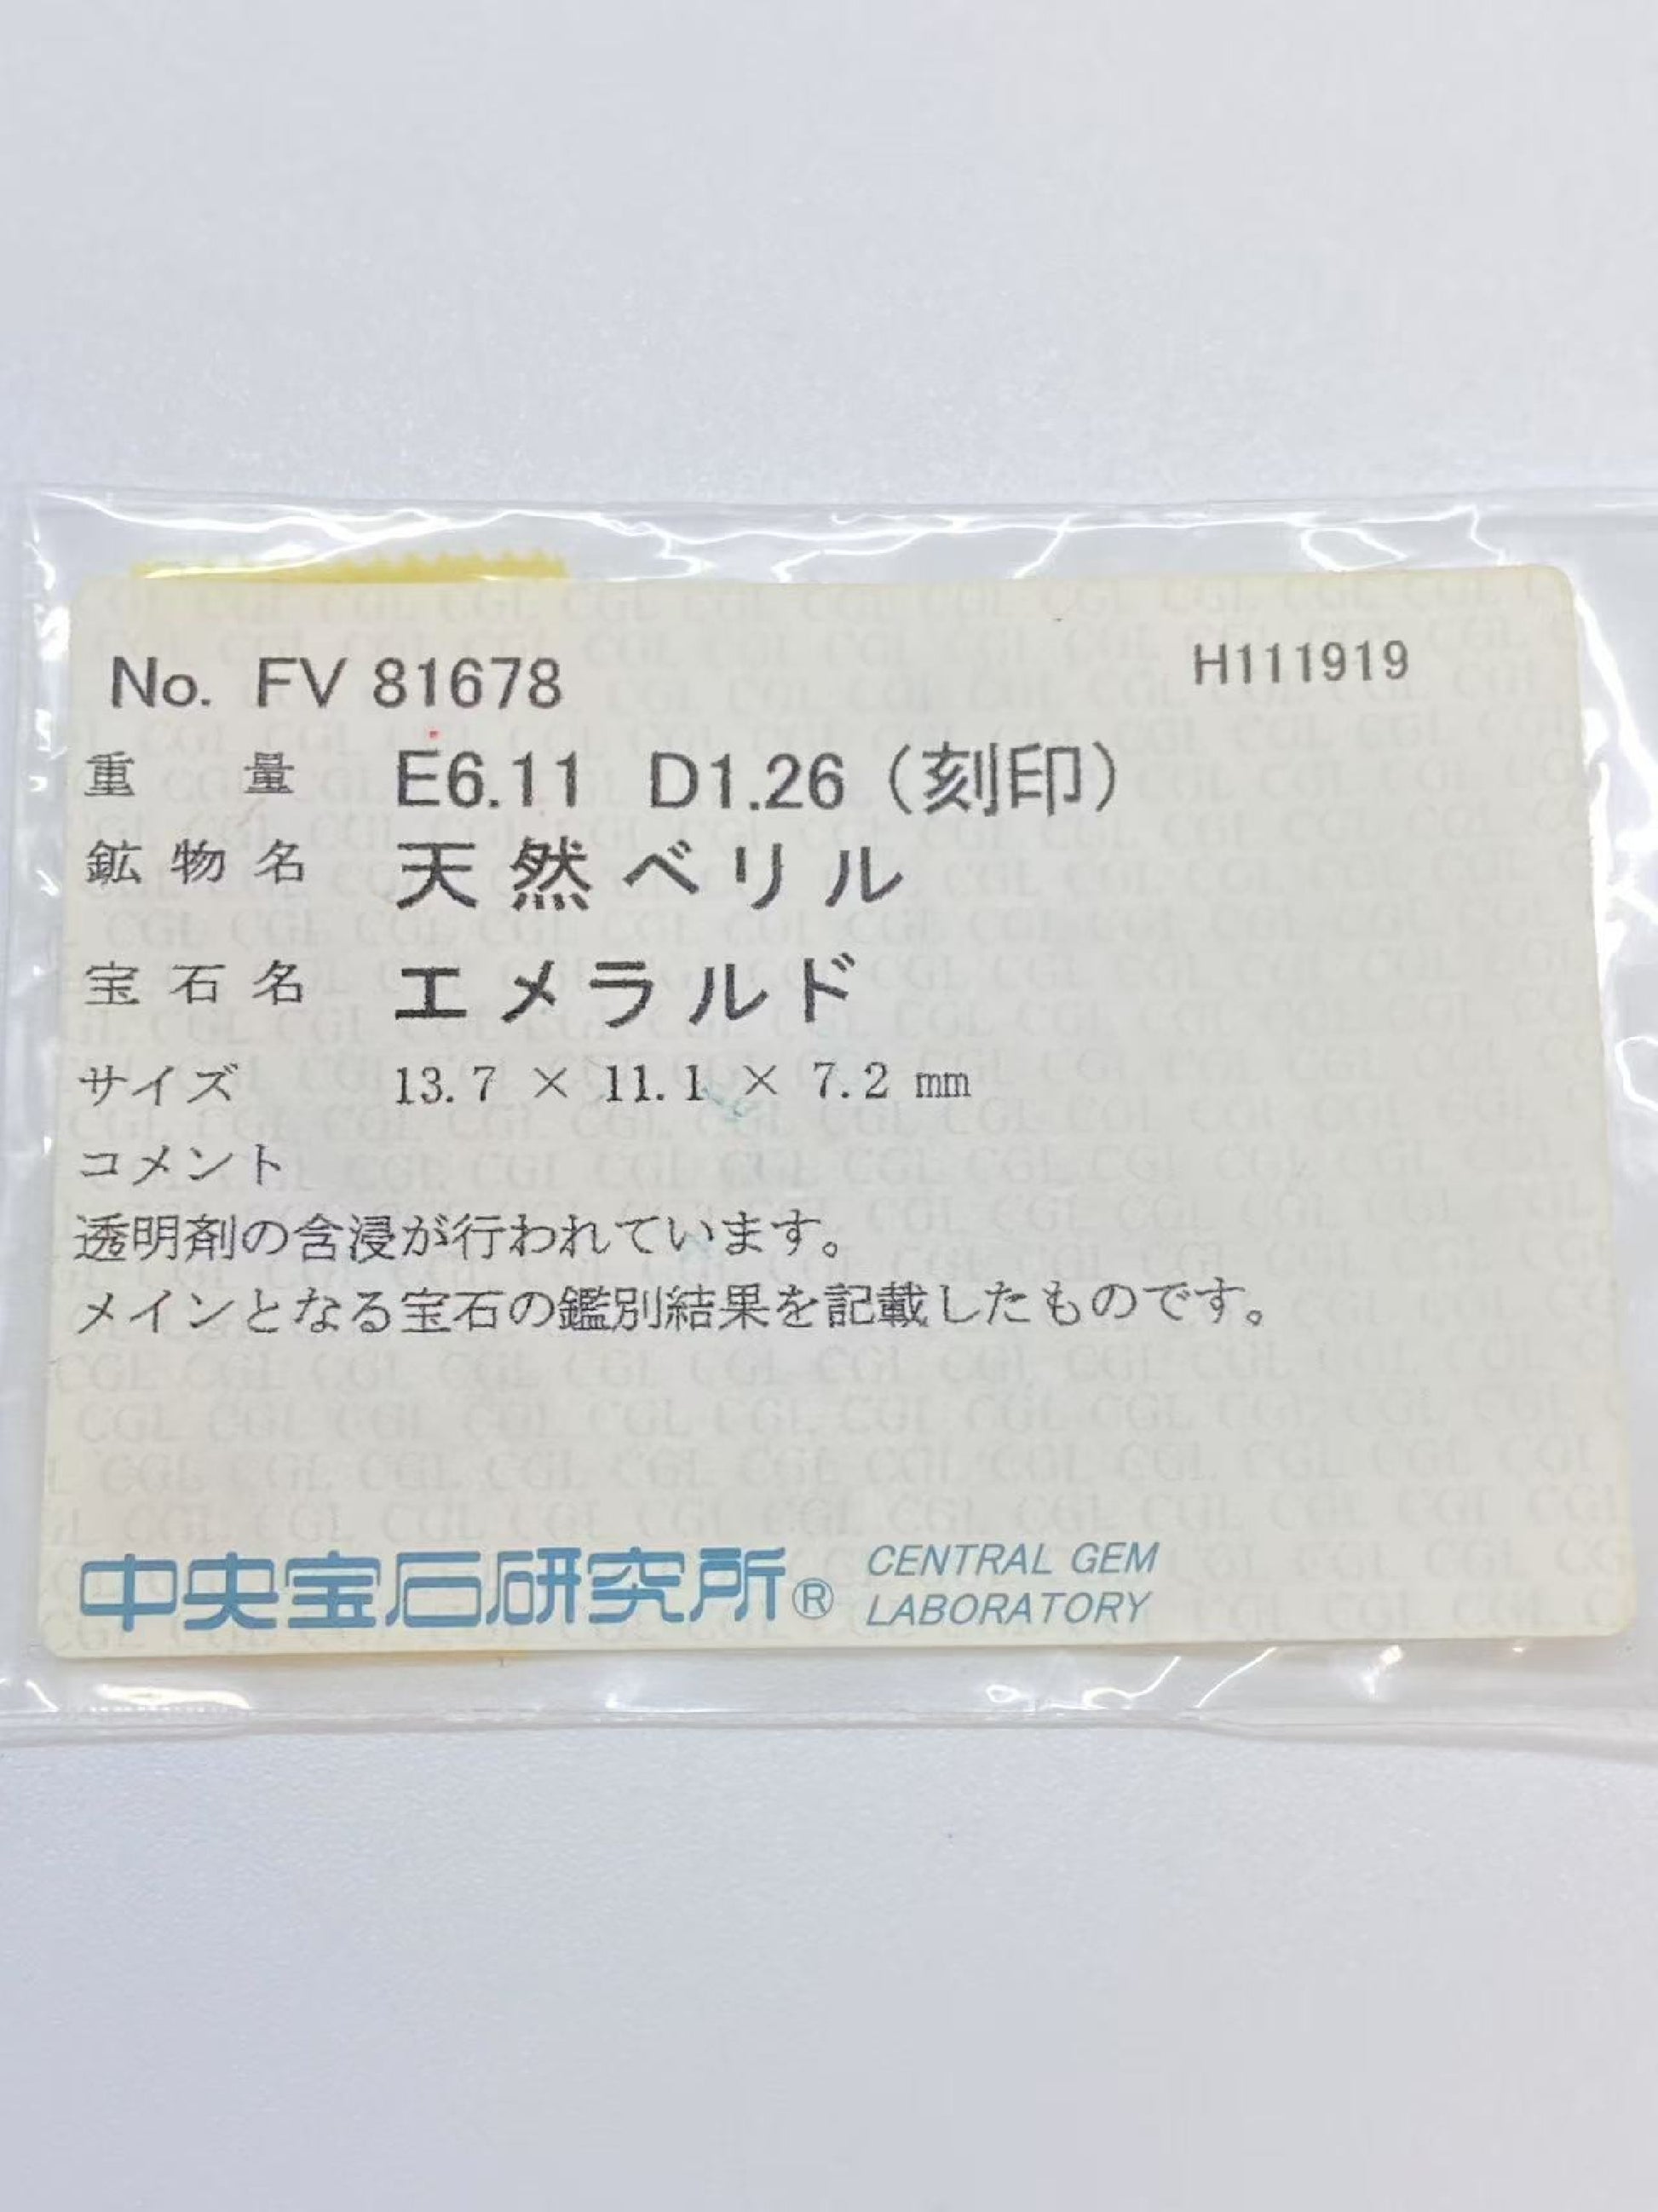 No. FV 81678 H111919
重量 E6.11 D1.26（刻印）
鉱物名 天然ベリル
宝石名 エメラルド
サイズ 13.7 × 11.1 × 7.2 mm
コメント
透明剤の含浸が行われています。
メインとなる宝石の鑑別結果を記載したものです。
中央宝石研究所® CENTRAL GEM
LABORATORY